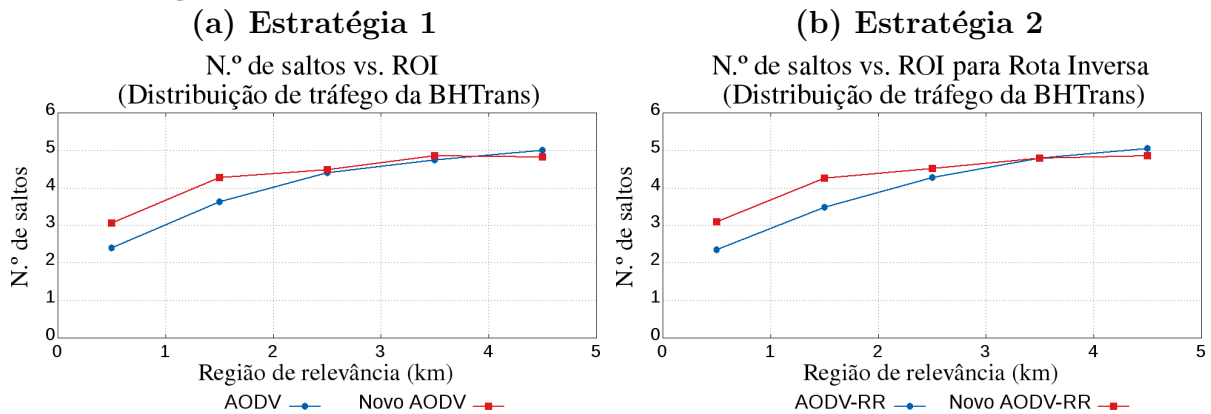 (a) Estratégia 1
N.º de saltos vs. ROI
(Distribuição de tráfego da BHTrans)
6
5
4
3
2
1
0
N.º de saltos
0 1 2 3 4 5
Região de relevância (km)
AODV
Novo AODV
(b) Estratégia 2
N.º de saltos vs. ROI para Rota Inversa
(Distribuição de tráfego da BHTrans)
6
5
4
3
2
1
0
N.º de saltos
0 1 2 3 4 5
Região de relevância (km)
AODV-RR
Novo AODV-RR